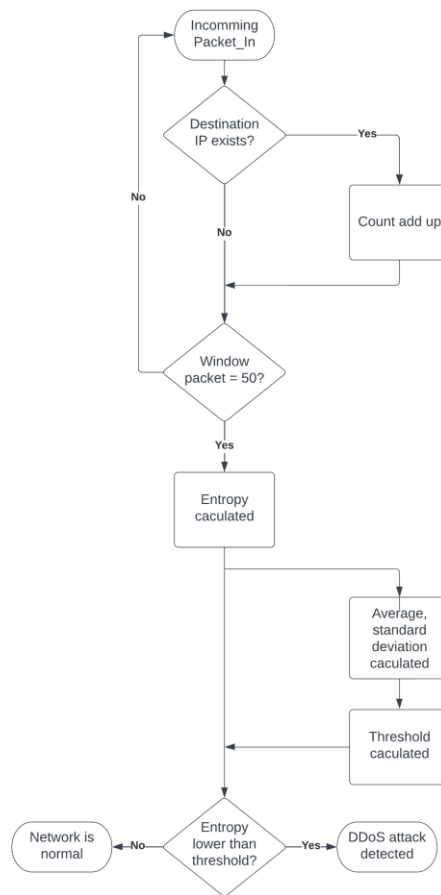 Incomming
Packet_In
Destination
IP exists?
Yes
No
No
Count add up
Window
packet = 50?
Yes
Entropy
caculated
Average,
standard
deviation
caculated
Threshold
caculated
Network is
normal
No
Entropy
lower than
threshold?
Yes
DDoS attack
detected